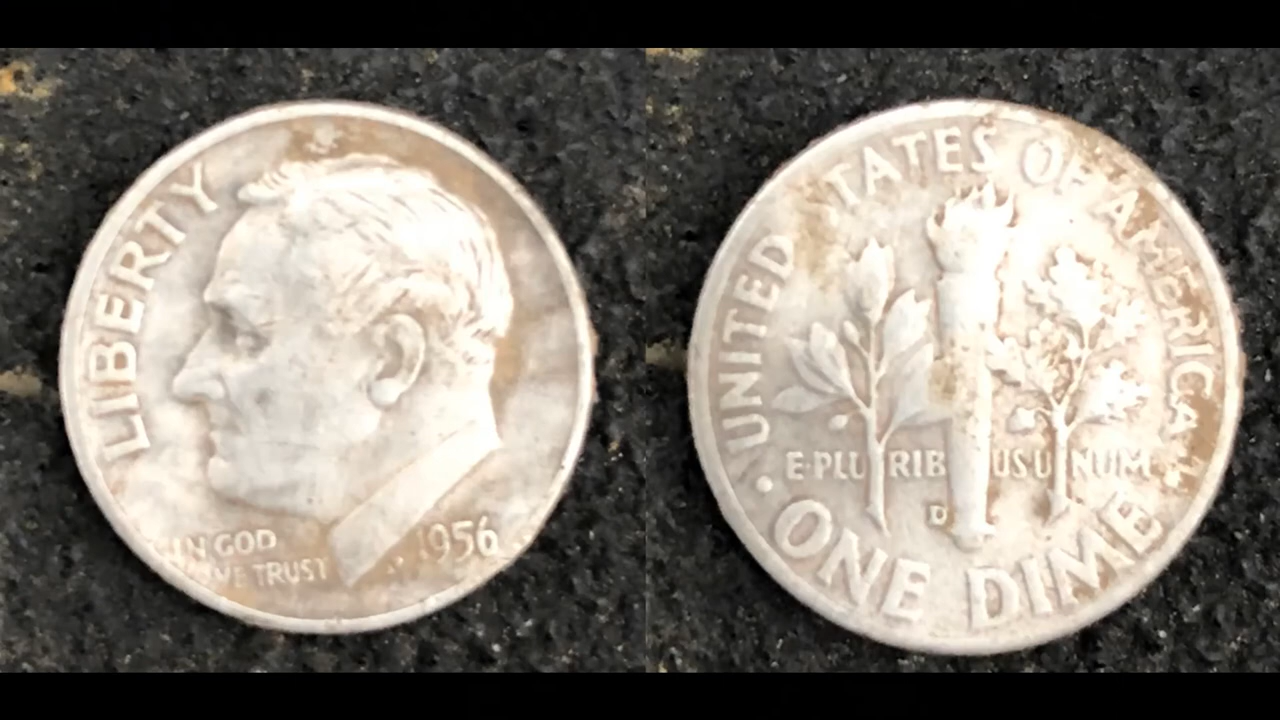 LIBERTY
IN GOD
WE TRUST
1956
UNITED STATES OF AMERICA
E·PLURIBUS UNUM
D
ONE DIME